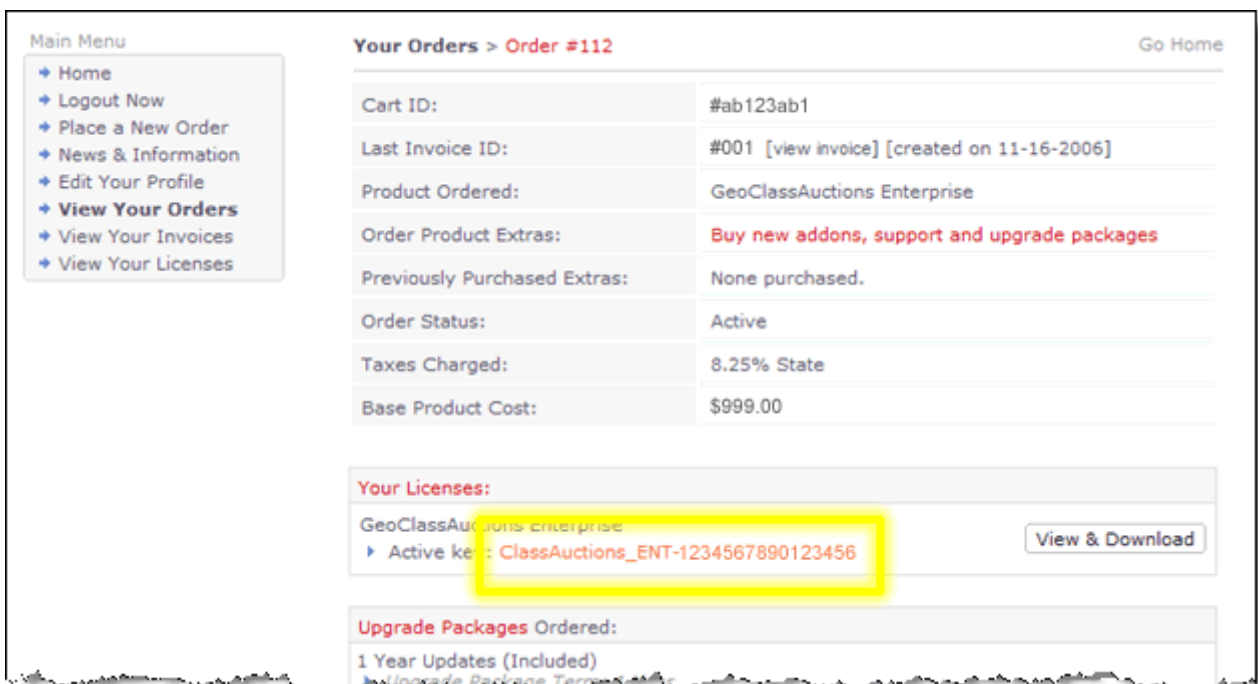 Main Menu
Home
Logout Now
Place a New Order
News & Information
Edit Your Profile
View Your Orders
View Your Invoices
View Your Licenses
Your Orders > Order #112
Go Home
Cart ID: #ab123ab1
Last Invoice ID: #001 [view invoice] [created on 11-16-2006]
Product Ordered: GeoClassAuctions Enterprise
Order Product Extras: Buy new addons, support and upgrade packages
Previously Purchased Extras: None purchased.
Order Status: Active
Taxes Charged: 8.25% State
Base Product Cost: $999.00
Your Licenses:
GeoClassAuctions Enterprise
Active key: ClassAuctions_ENT-1234567890123456
View & Download
Upgrade Packages Ordered:
1 Year Updates (Included)
Upgrade Package Term